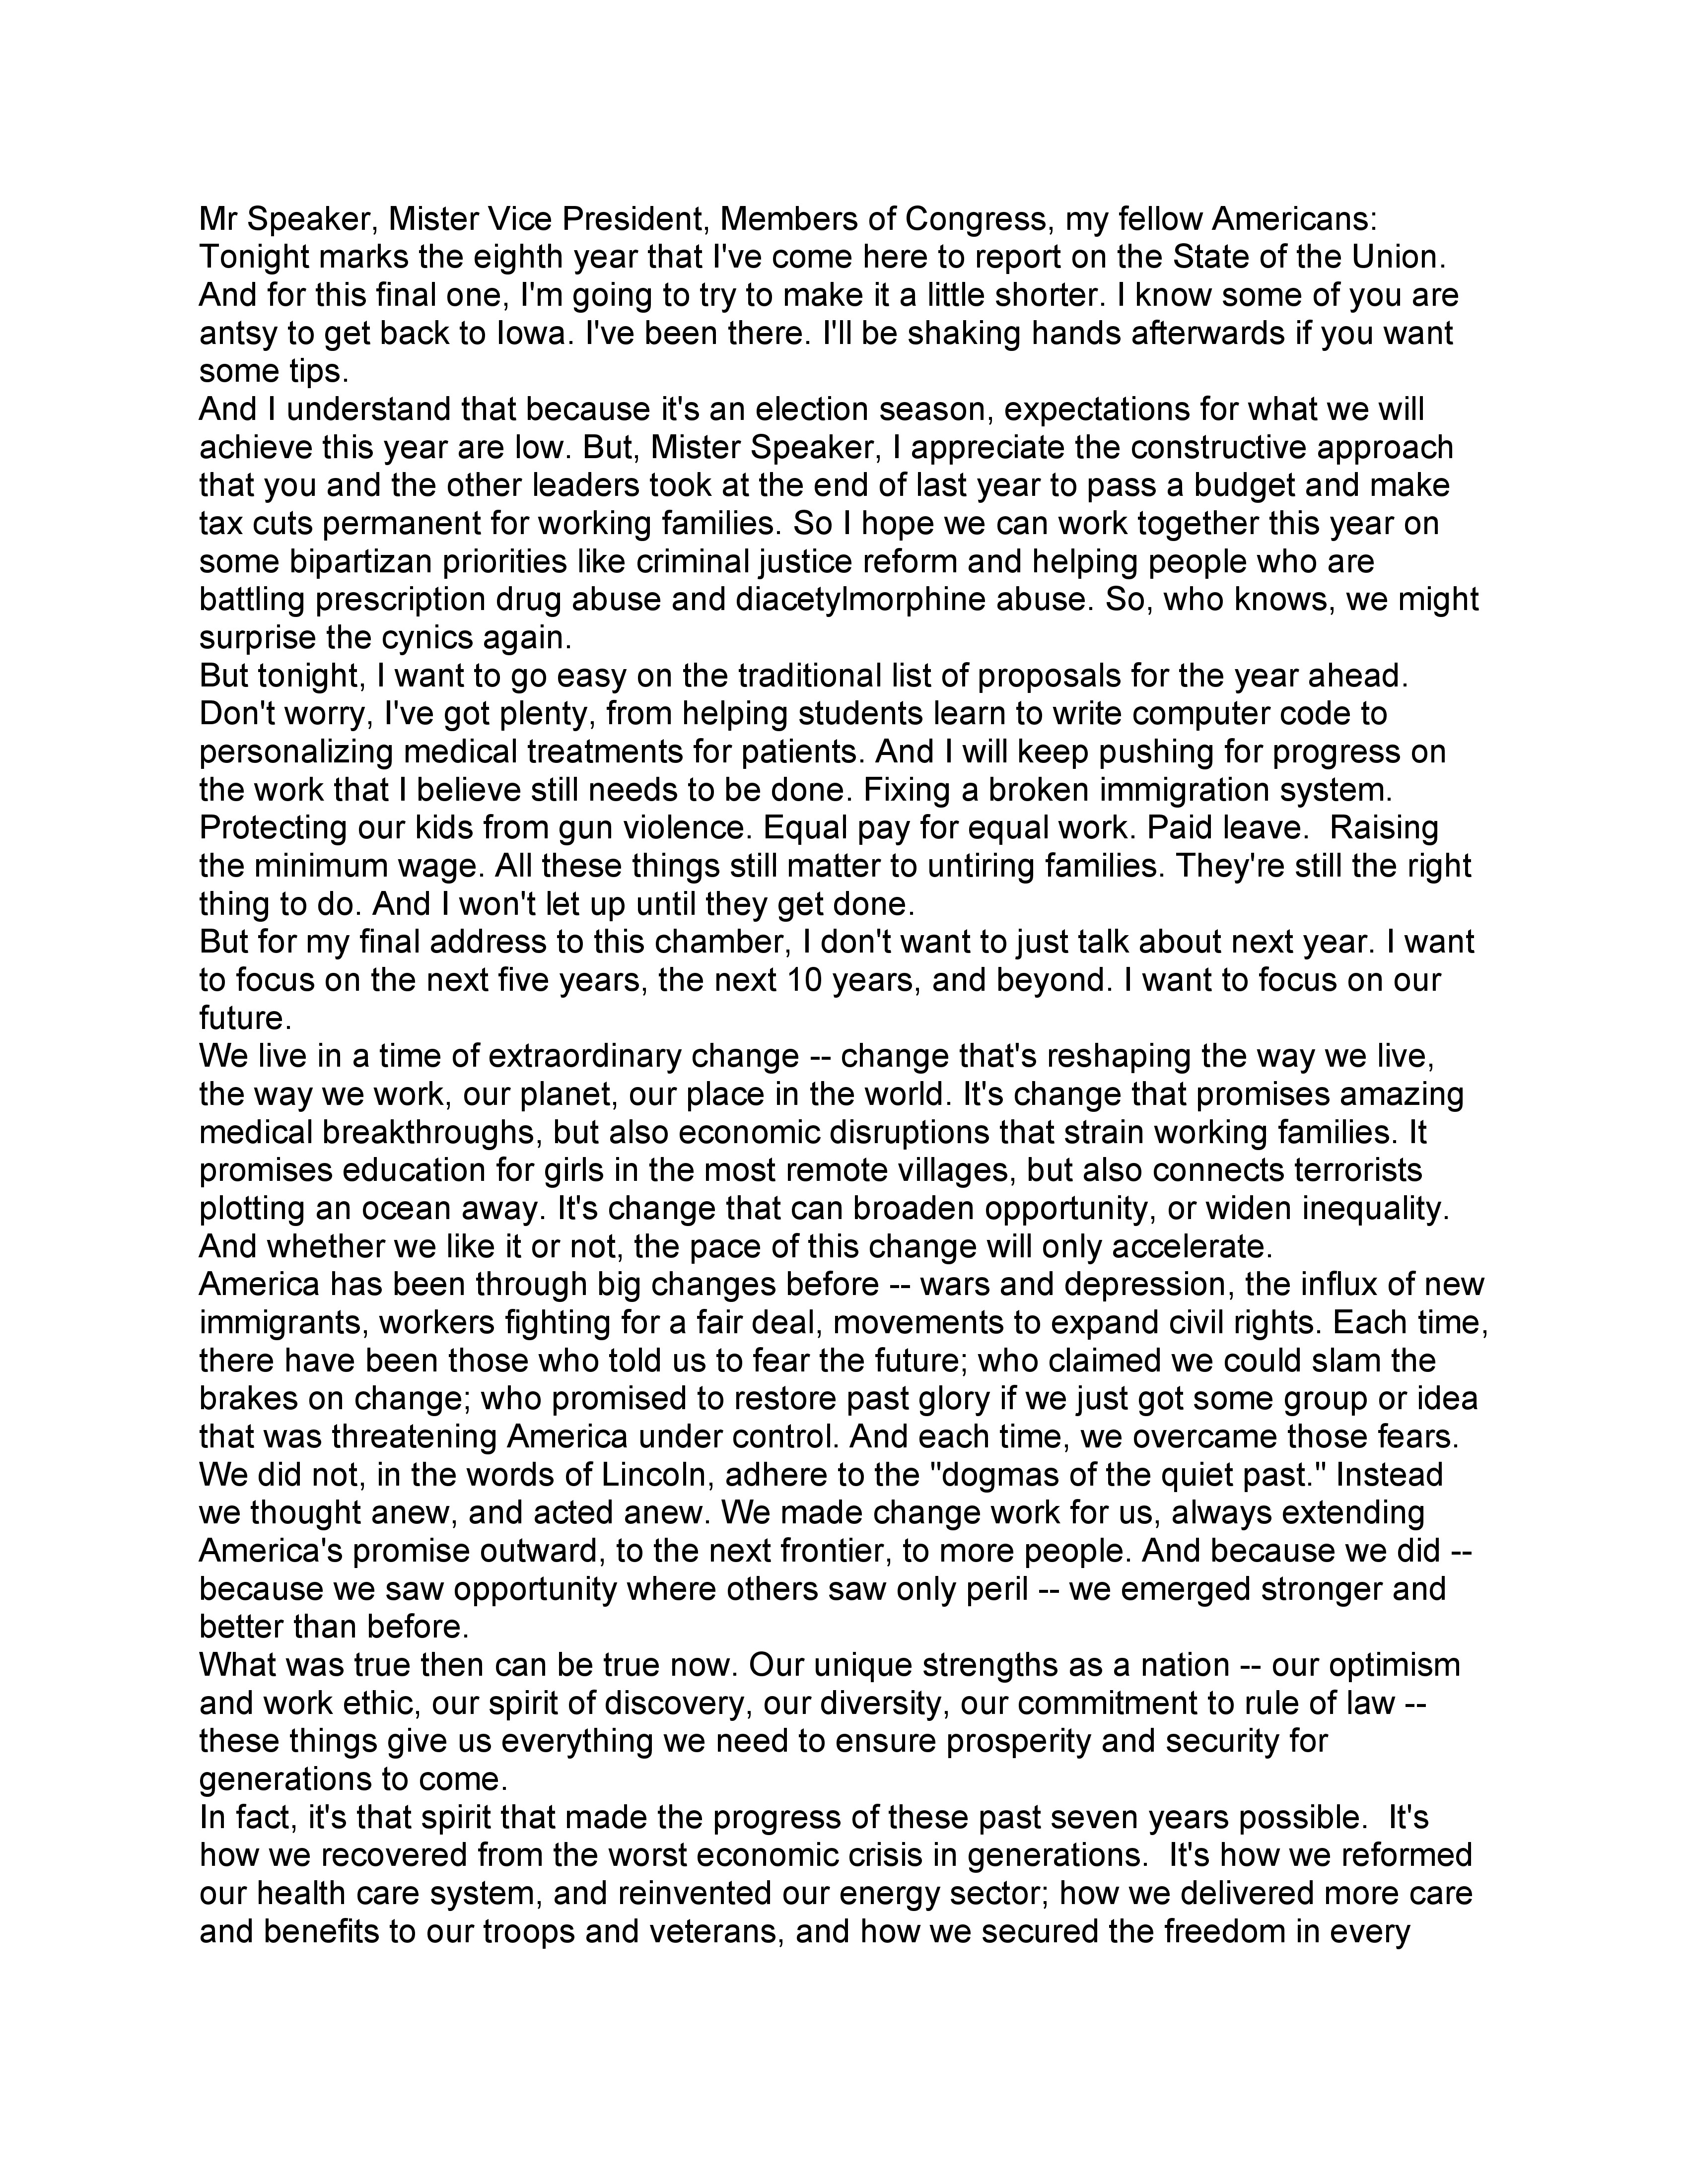 Mr Speaker, Mister Vice President, Members of Congress, my fellow Americans:
Tonight marks the eighth year that I've come here to report on the State of the Union.
And for this final one, I'm going to try to make it a little shorter. I know some of you are
antsy to get back to Iowa. I've been there. I'll be shaking hands afterwards if you want
some tips.
And I understand that because it's an election season, expectations for what we will
achieve this year are low. But, Mister Speaker, I appreciate the constructive approach
that you and the other leaders took at the end of last year to pass a budget and make
tax cuts permanent for working families. So I hope we can work together this year on
some bipartizan priorities like criminal justice reform and helping people who are
battling prescription drug abuse and diacetylmorphine abuse. So, who knows, we might
surprise the cynics again.
But tonight, I want to go easy on the traditional list of proposals for the year ahead.
Don't worry, I've got plenty, from helping students learn to write computer code to
personalizing medical treatments for patients. And I will keep pushing for progress on
the work that I believe still needs to be done. Fixing a broken immigration system.
Protecting our kids from gun violence. Equal pay for equal work. Paid leave.  Raising
the minimum wage. All these things still matter to untiring families. They're still the right
thing to do. And I won't let up until they get done.
But for my final address to this chamber, I don't want to just talk about next year. I want
to focus on the next five years, the next 10 years, and beyond. I want to focus on our
future.
We live in a time of extraordinary change -- change that's reshaping the way we live,
the way we work, our planet, our place in the world. It's change that promises amazing
medical breakthroughs, but also economic disruptions that strain working families. It
promises education for girls in the most remote villages, but also connects terrorists
plotting an ocean away. It's change that can broaden opportunity, or widen inequality.
And whether we like it or not, the pace of this change will only accelerate.
America has been through big changes before -- wars and depression, the influx of new
immigrants, workers fighting for a fair deal, movements to expand civil rights. Each time,
there have been those who told us to fear the future; who claimed we could slam the
brakes on change; who promised to restore past glory if we just got some group or idea
that was threatening America under control. And each time, we overcame those fears.
We did not, in the words of Lincoln, adhere to the "dogmas of the quiet past." Instead
we thought anew, and acted anew. We made change work for us, always extending
America's promise outward, to the next frontier, to more people. And because we did --
because we saw opportunity where others saw only peril -- we emerged stronger and
better than before.
What was true then can be true now. Our unique strengths as a nation -- our optimism
and work ethic, our spirit of discovery, our diversity, our commitment to rule of law --
these things give us everything we need to ensure prosperity and security for
generations to come.
In fact, it's that spirit that made the progress of these past seven years possible.  It's
how we recovered from the worst economic crisis in generations.  It's how we reformed
our health care system, and reinvented our energy sector; how we delivered more care
and benefits to our troops and veterans, and how we secured the freedom in every